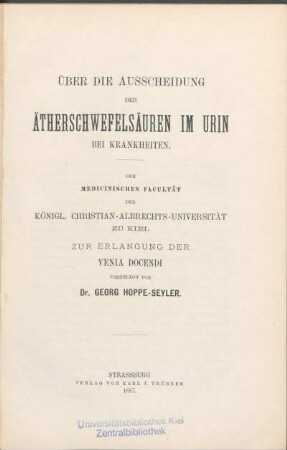 ÜBER DIE AUSSCHEIDUNG
DER
ÄTHERSCHWEFELSÄUREN IM URIN
BEI KRANKHEITEN.
DER
MEDICINISCHEN FACULTÄT
DER
KÖNIGL. CHRISTIAN-ALBRECHTS-UNIVERSITÄT
ZU KIEL
ZUR ERLANGUNG DER
VENIA DOCENDI
VORGELEGT VON
Dr. GEORG HOPPE-SEYLER.
STRASSBURG
VERLAG VON KARL J. TRÜBNER
1887.
Universitätsbibliothek Kiel
Zentralbibliothek